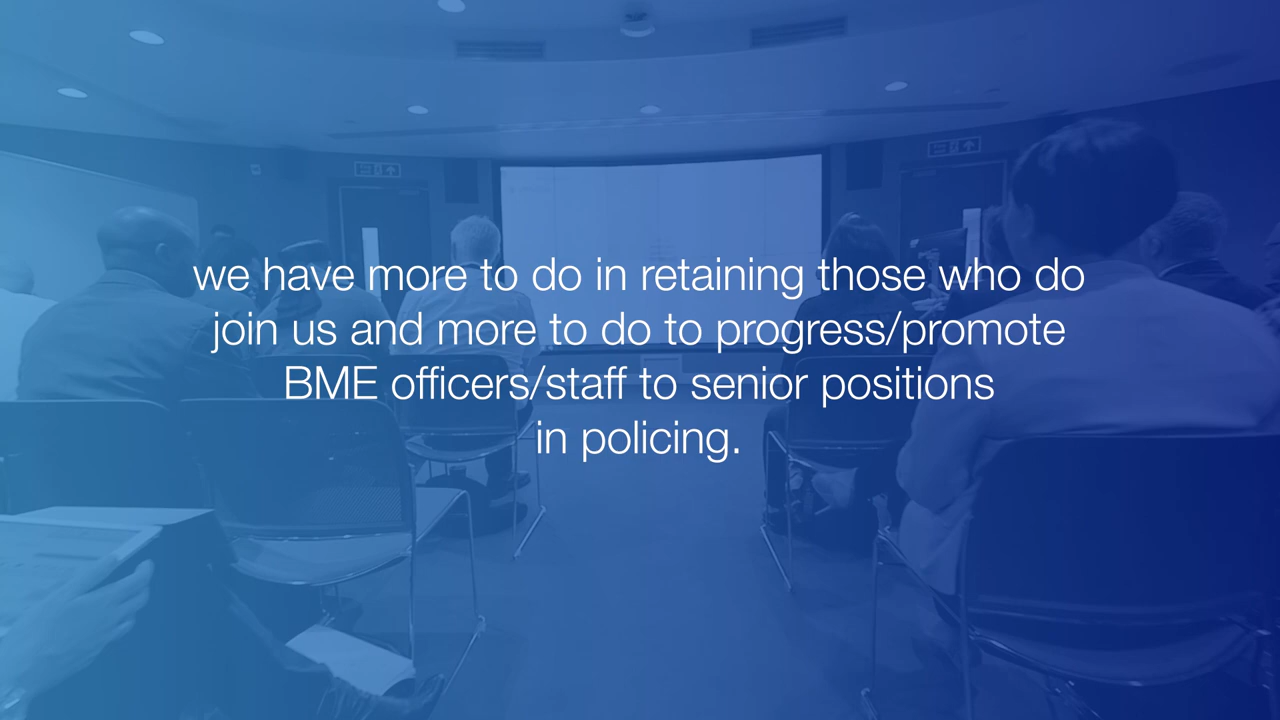 we have more to do in retaining those who do
join us and more to do to progress/promote
BME officers/staff to senior positions
in policing.